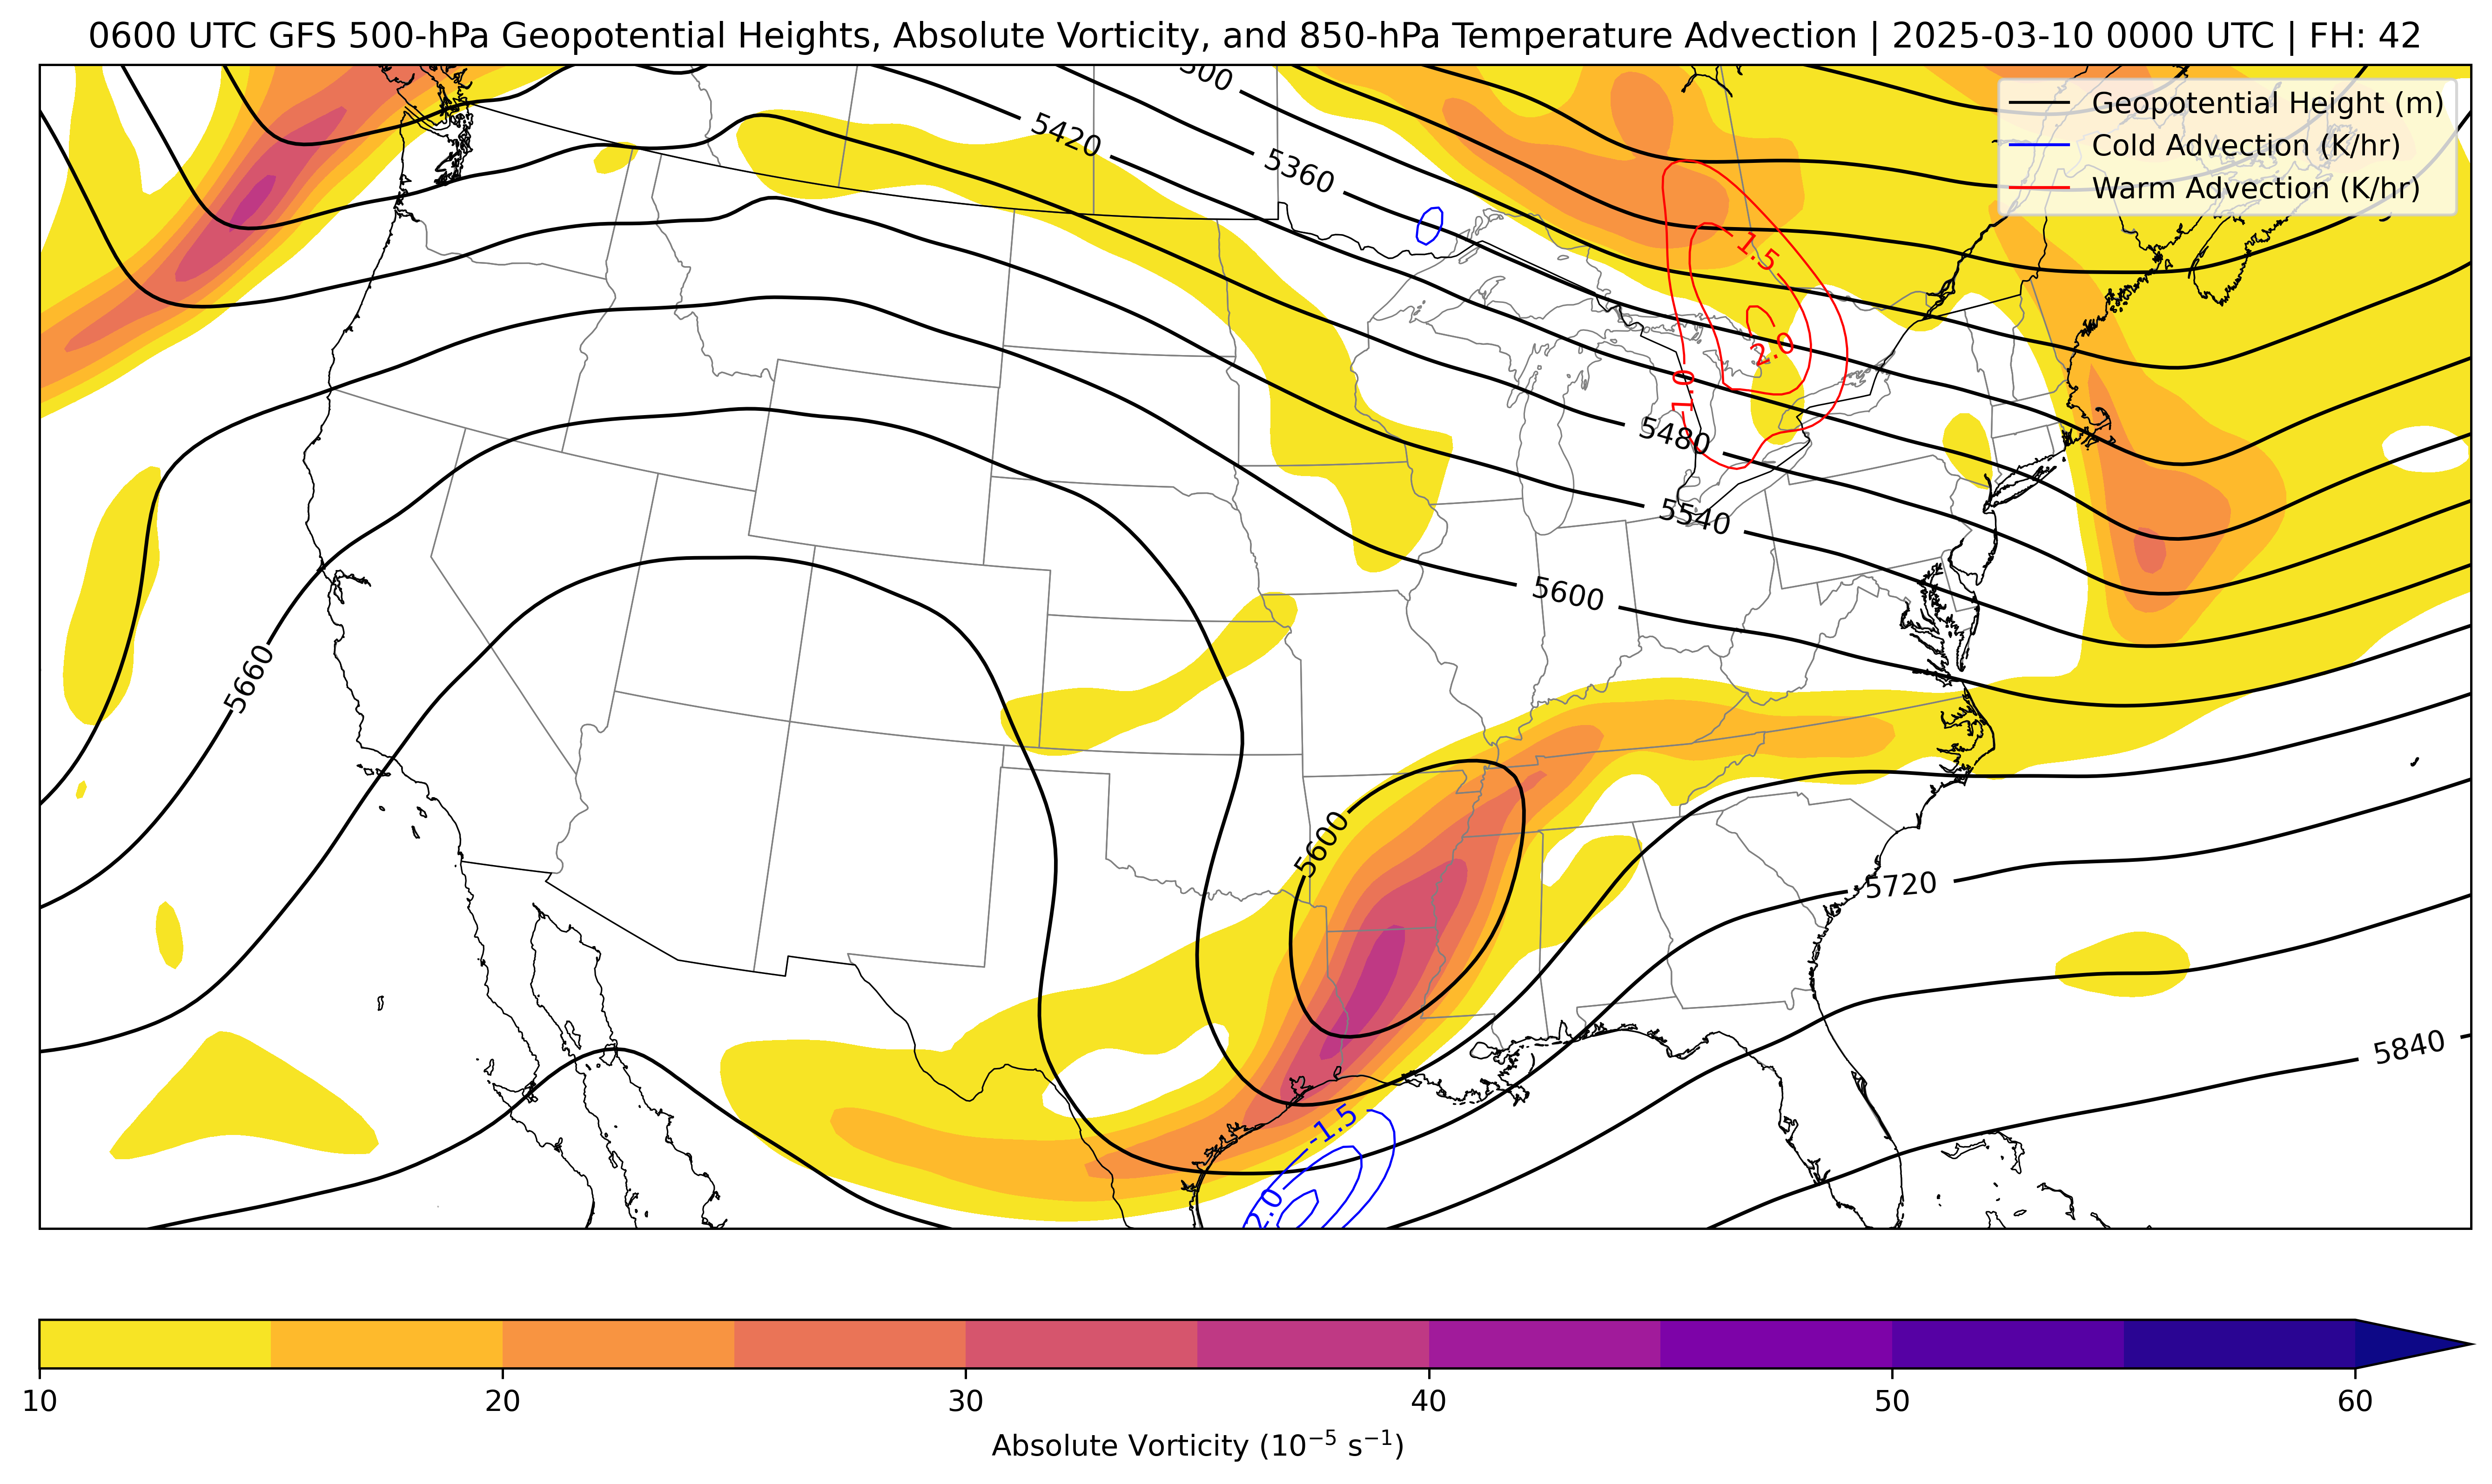 0600 UTC GFS 500-hPa Geopotential Heights, Absolute Vorticity, and 850-hPa Temperature Advection | 2025-03-10 0000 UTC | FH: 42
Geopotential Height (m)
Cold Advection (K/hr)
Warm Advection (K/hr)
5420
5360
1.5
2.0
1.0
5480
5540
5600
5660
5600
5720
5840
-1.5
10 20 30 40 50 60
Absolute Vorticity (10⁻⁵ s⁻¹)